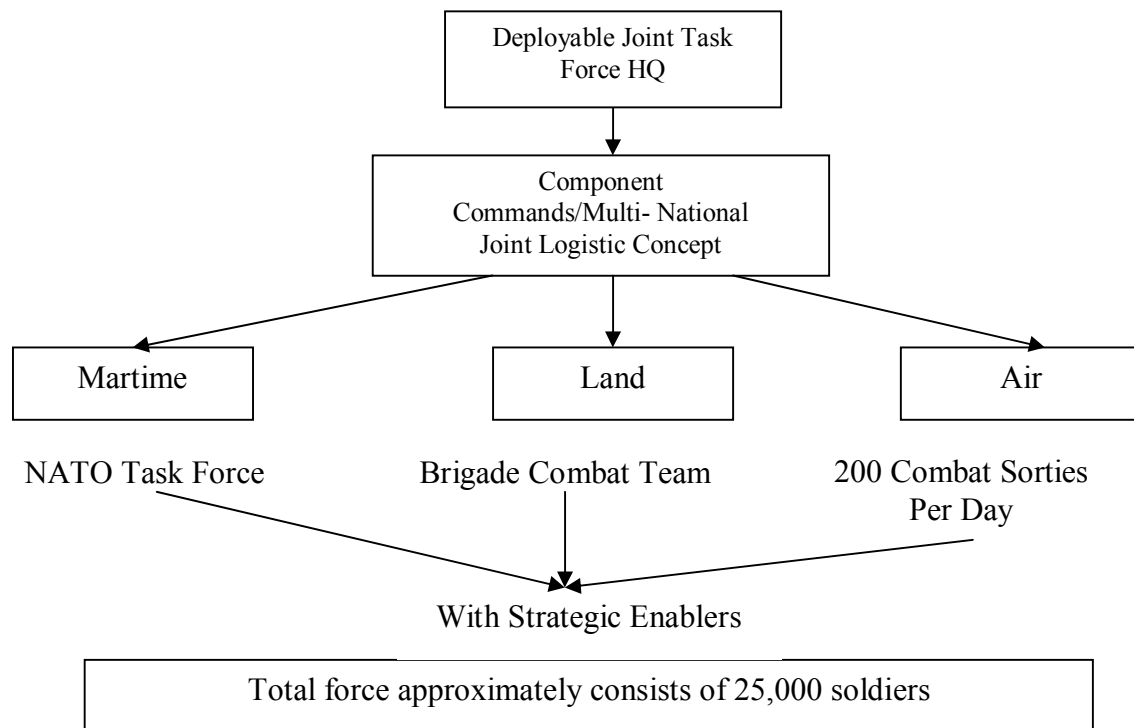 Deployable Joint Task
Force HQ
Component
Commands/Multi- National
Joint Logistic Concept
Martime
Land
Air
NATO Task Force
Brigade Combat Team
200 Combat Sorties
Per Day
With Strategic Enablers
Total force approximately consists of 25,000 soldiers